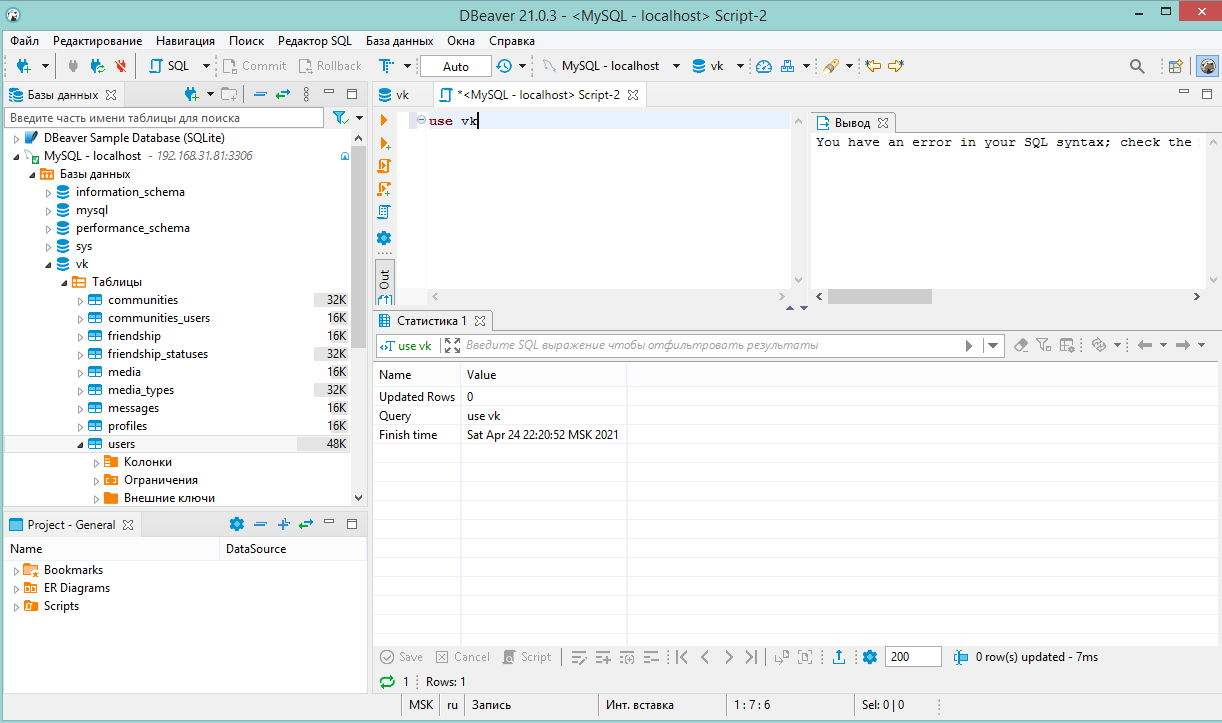 DBeaver 21.0.3 - <MySQL - localhost> Script-2
Файл Редактирование Навигация Поиск Редактор SQL База данных Окна Справка
SQL Commit Rollback Auto MySQL - localhost vk
Базы данных
Введите часть имени таблицы для поиска
DBeaver Sample Database (SQLite)
MySQL - localhost - 192.168.31.81:3306
Базы данных
information_schema
mysql
performance_schema
sys
vk
Таблицы
communities 32K
communities_users 16K
friendship 16K
friendship_statuses 32K
media 16K
media_types 32K
messages 16K
profiles 16K
users 48K
Колонки
Ограничения
Внешние ключи
Project - General
Name DataSource
Bookmarks
ER Diagrams
Scripts
vk *<MySQL - localhost> Script-2
use vk
Out
Вывод
You have an error in your SQL syntax; check the
Статистика 1
use vk Введите SQL выражение чтобы отфильтровать результаты
Name Value
Updated Rows 0
Query use vk
Finish time Sat Apr 24 22:20:52 MSK 2021
Save Cancel Script 200 0 row(s) updated - 7ms
1 Rows: 1
MSK ru Запись Инт. вставка 1 : 7 : 6 Sel: 0 | 0